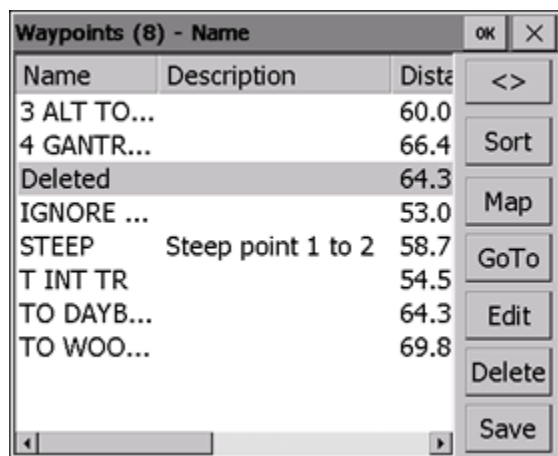 Waypoints (8) - Name OK
Name Description Dista
<>
3 ALT TO... 60.0
4 GANTR... 66.4
Sort
Deleted 64.3
IGNORE ... 53.0
Map
STEEP Steep point 1 to 2 58.7
GoTo
T INT TR 54.5
TO DAYB... 64.3
Edit
TO WOO... 69.8
Delete
Save